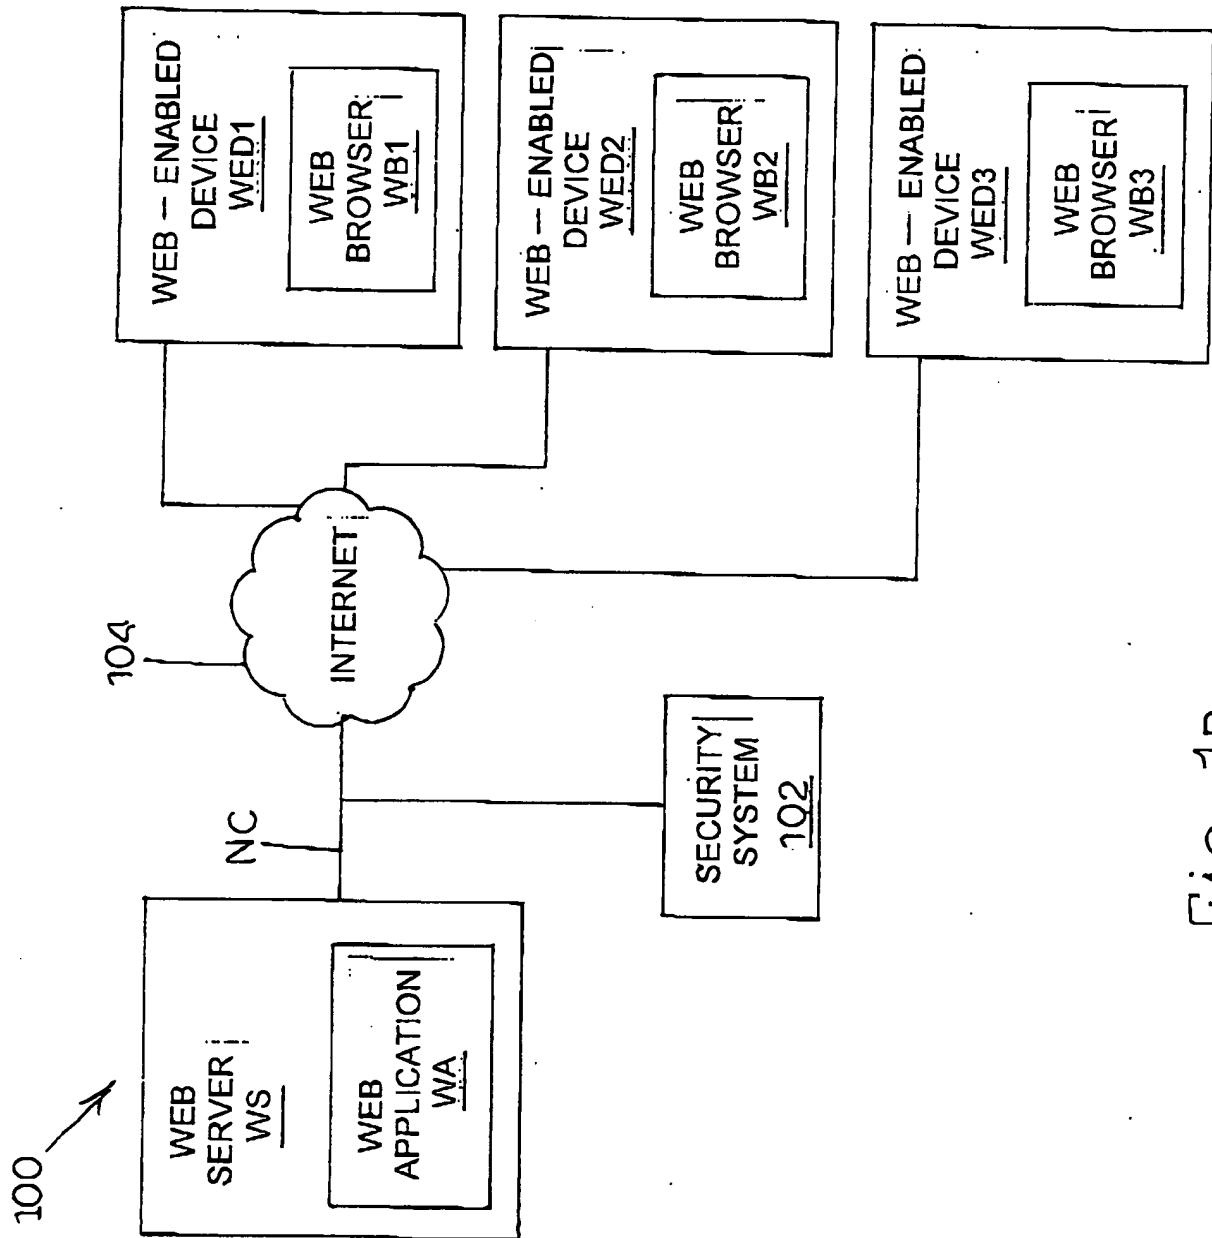 100
WEB
SERVER
WS
WEB
APPLICATION
WA
NC
104
INTERNET
SECURITY
SYSTEM
102
WEB — ENABLED
DEVICE
WED1
WEB
BROWSER
WB1
WEB — ENABLED
DEVICE
WED2
WEB
BROWSER
WB2
WEB — ENABLED
DEVICE
WED3
WEB
BROWSER
WB3
Fig.